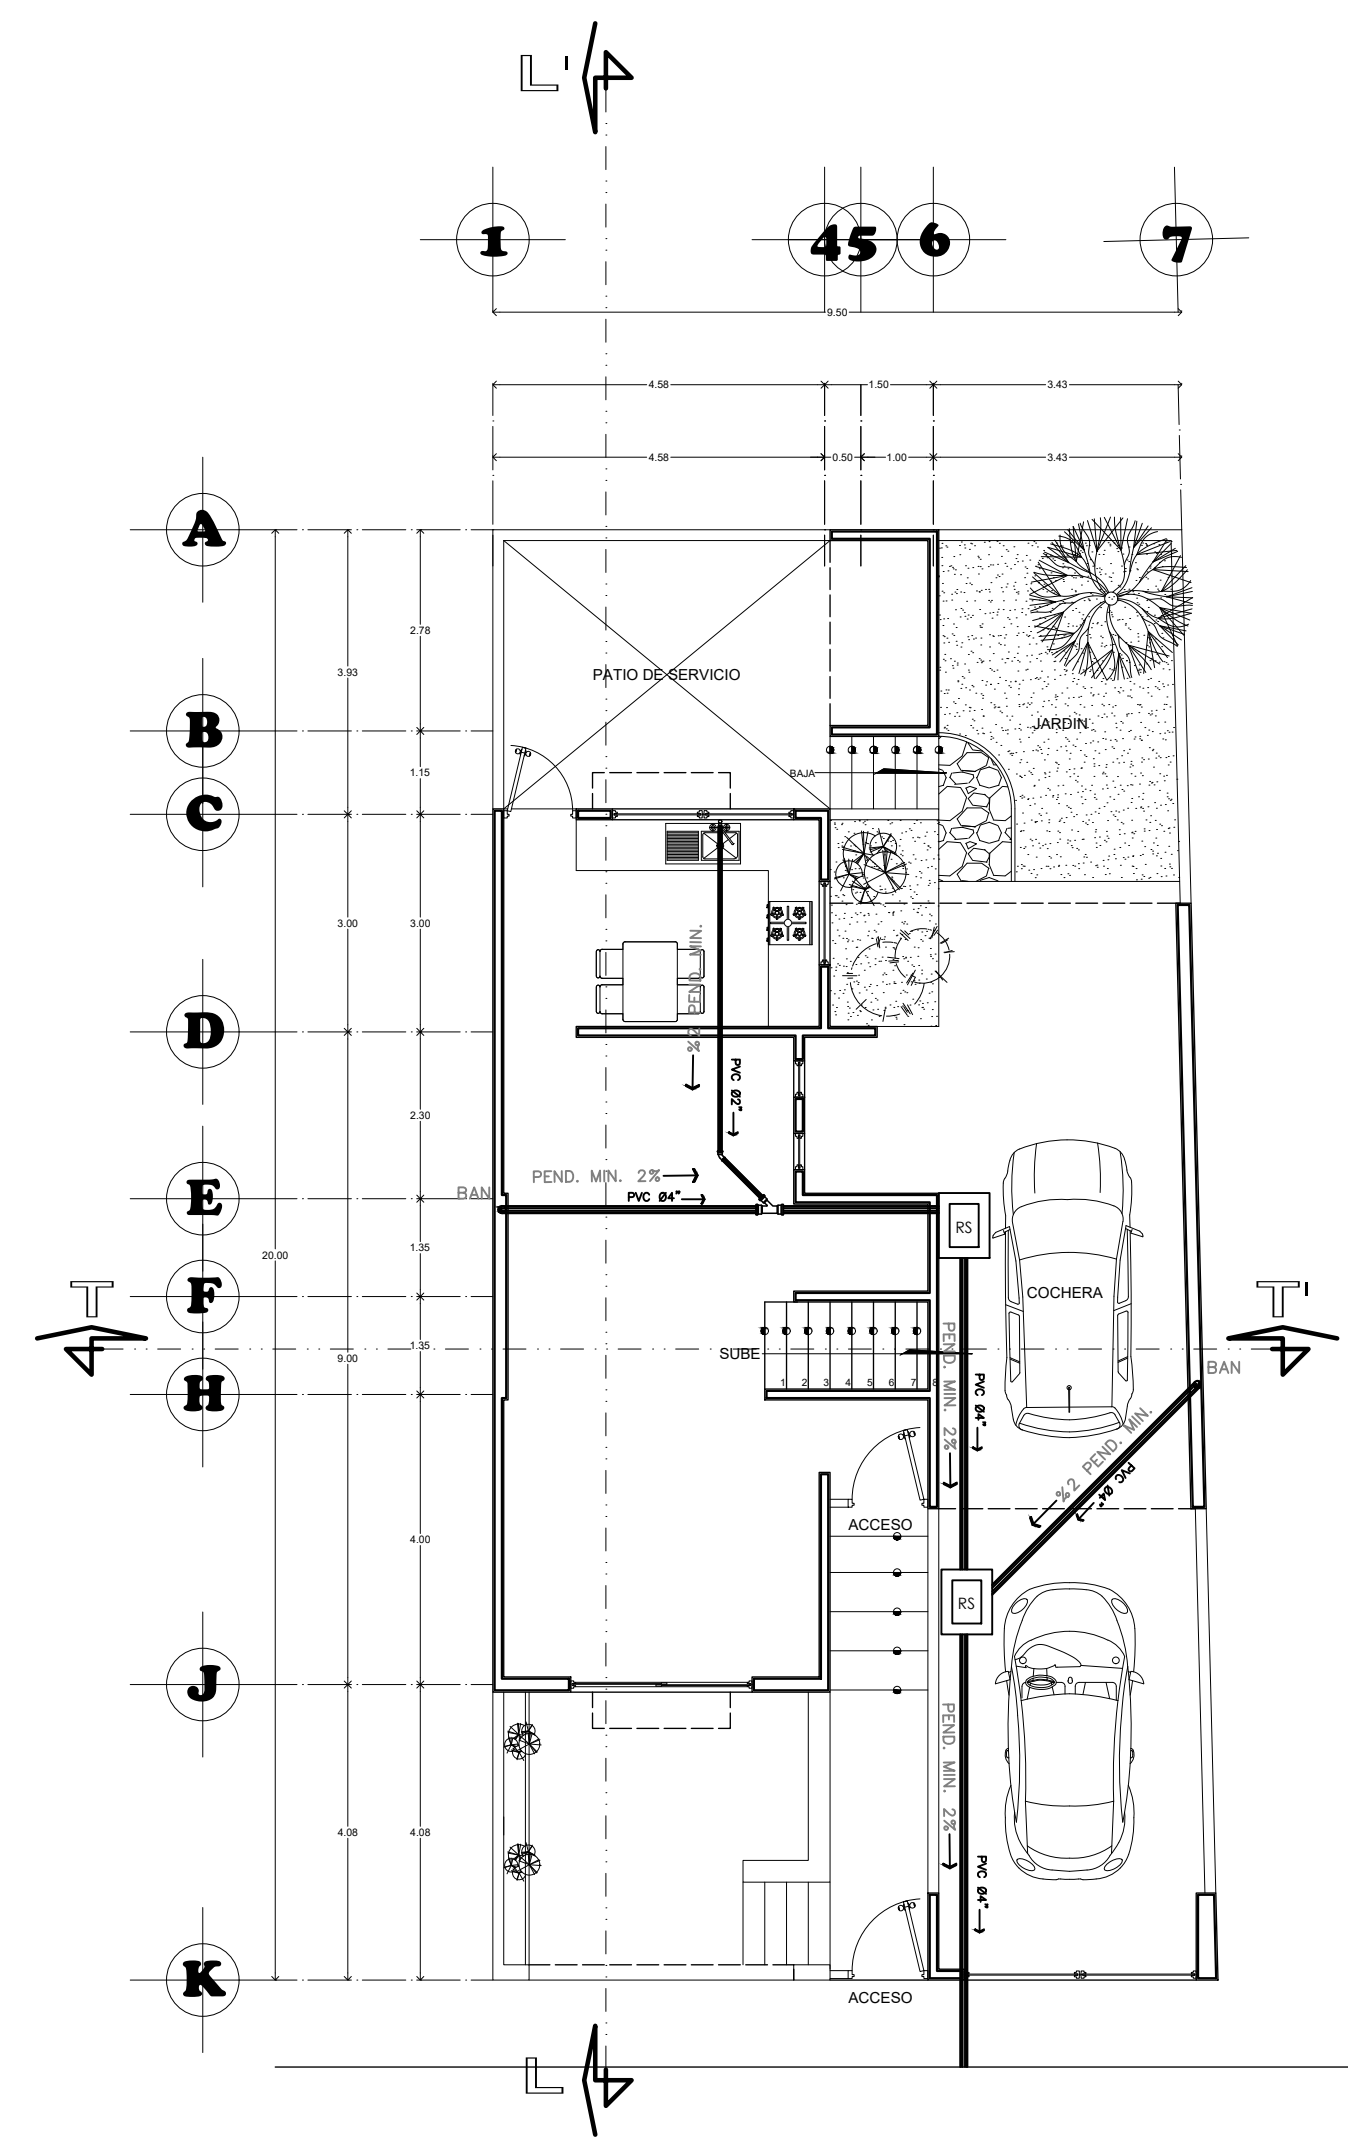 L'
1
4
5
6
7
9.50
4.58
1.50
3.43
4.58
0.50
1.00
3.43
A
2.78
3.93
PATIO DE SERVICIO
JARDIN
B
1.15
BAJA
C
3.00
3.00
%2 PEND. MIN.
D
PVC Ø2"
2.30
PEND. MIN. 2%
BAN
PVC Ø4"
E
RS
1.35
20.00
F
COCHERA
T
T'
PEND. MIN. 2%
1.35
SUBE
9.00
BAN
1
2
3
4
5
6
7
8
H
PVC Ø4"
%2 PEND. MIN.
PVC Ø4"
ACCESO
4.00
RS
J
PEND. MIN. 2%
4.08
4.08
PVC Ø4"
K
ACCESO
L